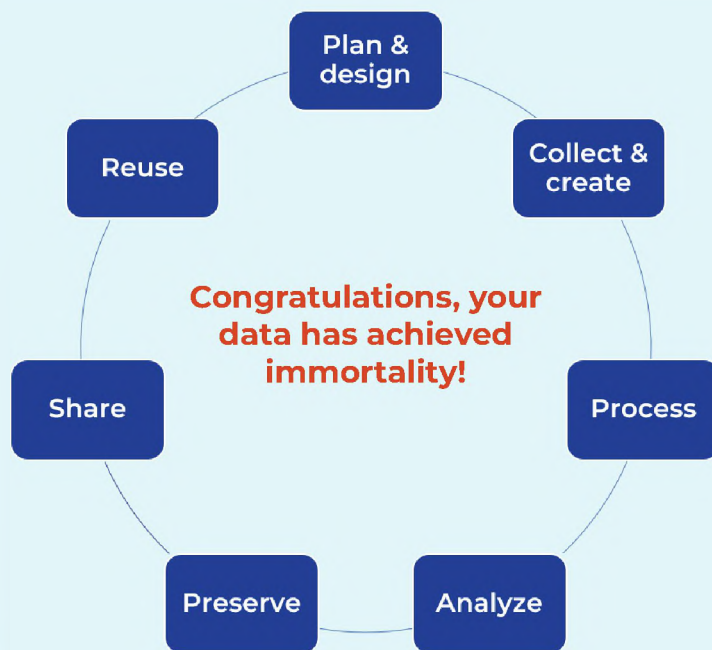 Plan &
design
Collect &
create
Process
Analyze
Preserve
Share
Reuse
Congratulations, your
data has achieved
immortality!